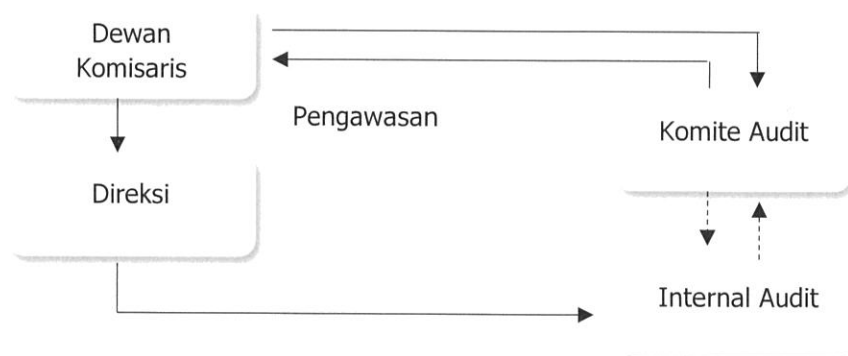 Dewan
Komisaris
Pengawasan
Komite Audit
Direksi
Internal Audit